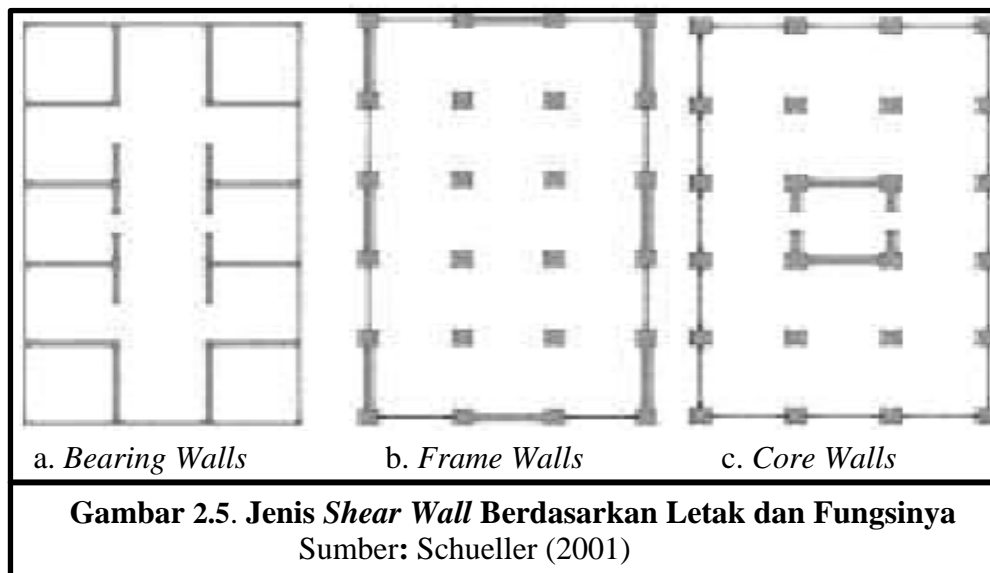 a. Bearing Walls b. Frame Walls c. Core Walls
Gambar 2.5. Jenis Shear Wall Berdasarkan Letak dan Fungsinya
Sumber: Schueller (2001)